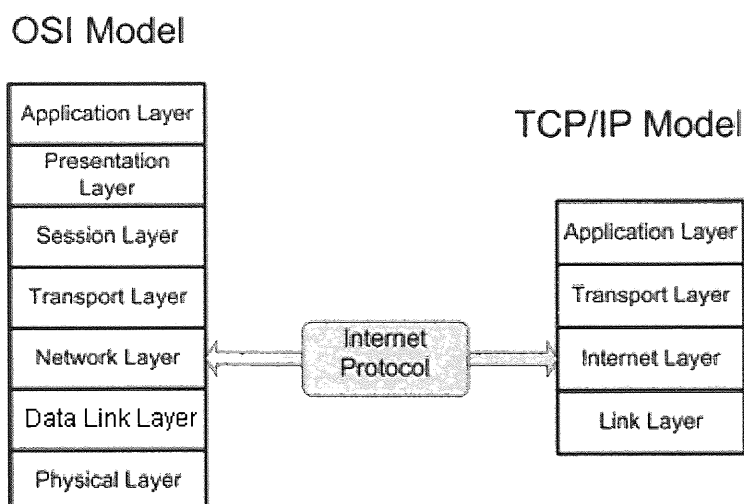 OSI Model
Application Layer
Presentation
Layer
Session Layer
Transport Layer
Network Layer
Data Link Layer
Physical Layer
Internet
Protocol
TCP/IP Model
Application Layer
Transport Layer
Internet Layer
Link Layer